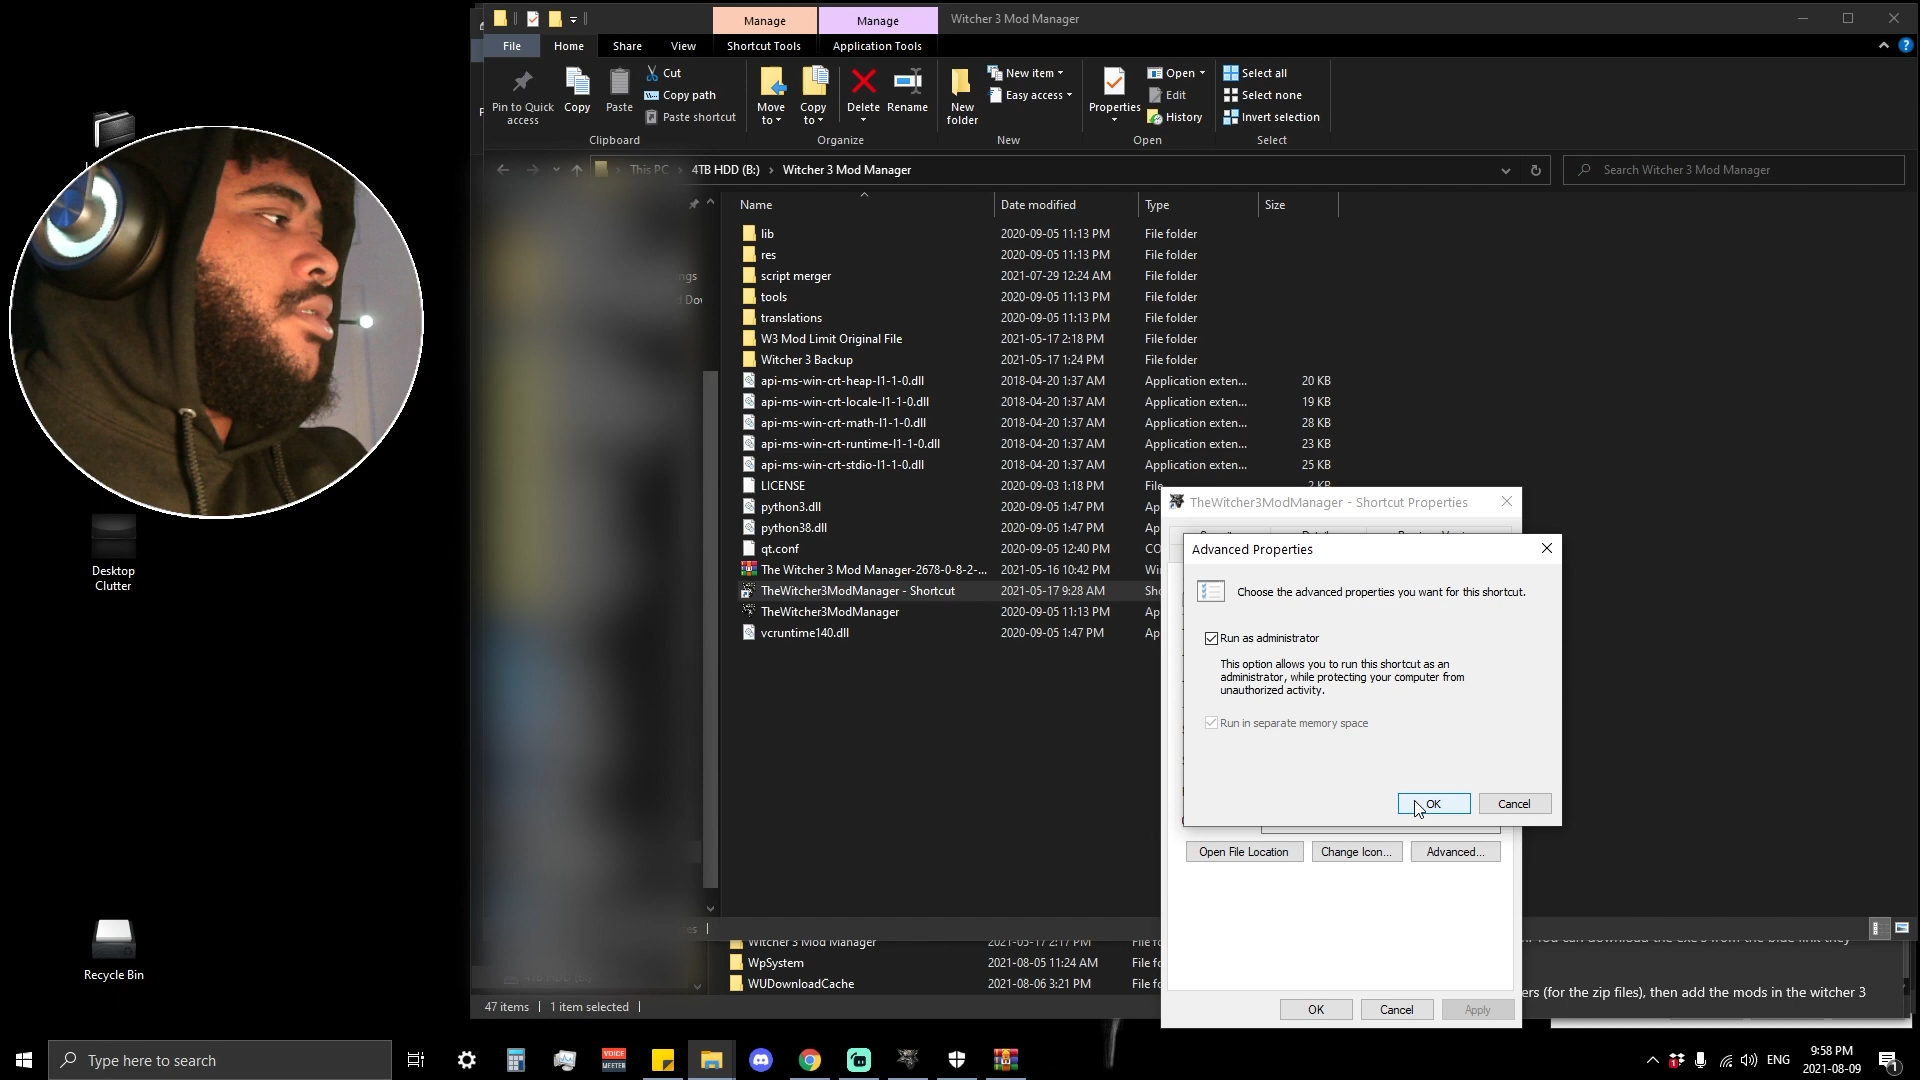 Manage
Manage
Witcher 3 Mod Manager
File
Home
Share
View
Shortcut Tools
Application Tools
Pin to Quick access
Copy
Paste
Cut
Copy path
Paste shortcut
Clipboard
Move to
Copy to
Delete
Rename
Organize
New folder
New item
Easy access
New
Properties
Open
Edit
History
Open
Select all
Select none
Invert selection
Select
This PC
4TB HDD (B:)
Witcher 3 Mod Manager
Search Witcher 3 Mod Manager
Name
Date modified
Type
Size
lib 2020-09-05 11:13 PM File folder
res 2020-09-05 11:13 PM File folder
script merger 2021-07-29 12:24 AM File folder
tools 2020-09-05 11:13 PM File folder
translations 2020-09-05 11:13 PM File folder
W3 Mod Limit Original File 2021-05-17 2:18 PM File folder
Witcher 3 Backup 2021-05-17 1:24 PM File folder
api-ms-win-crt-heap-l1-1-0.dll 2018-04-20 1:37 AM Application exten... 20 KB
api-ms-win-crt-locale-l1-1-0.dll 2018-04-20 1:37 AM Application exten... 19 KB
api-ms-win-crt-math-l1-1-0.dll 2018-04-20 1:37 AM Application exten... 28 KB
api-ms-win-crt-runtime-l1-1-0.dll 2018-04-20 1:37 AM Application exten... 23 KB
api-ms-win-crt-stdio-l1-1-0.dll 2018-04-20 1:37 AM Application exten... 25 KB
LICENSE 2020-09-03 1:18 PM File 2 KB
python3.dll 2020-09-05 1:47 PM Ap
python38.dll 2020-09-05 1:47 PM Ap
qt.conf 2020-09-05 12:40 PM CO
The Witcher 3 Mod Manager-2678-0-8-2-... 2021-05-16 10:42 PM Wi
TheWitcher3ModManager - Shortcut 2021-05-17 9:28 AM Sho
TheWitcher3ModManager 2020-09-05 11:13 PM Ap
vcruntime140.dll 2020-09-05 1:47 PM Ap
TheWitcher3ModManager - Shortcut Properties
Advanced Properties
Choose the advanced properties you want for this shortcut.
Run as administrator
This option allows you to run this shortcut as an
administrator, while protecting your computer from
unauthorized activity.
Run in separate memory space
OK
Cancel
Open File Location
Change Icon...
Advanced...
OK
Cancel
Apply
Witcher 3 Mod Manager 2021-05-17 2:17 PM File fo
WpSystem 2021-08-05 11:24 AM File fo
WUDownloadCache 2021-08-06 3:21 PM File fo
ers (for the zip files), then add the mods in the witcher 3
47 items
1 item selected
Desktop
Clutter
Recycle Bin
Type here to search
VOICE
MEETER
ENG
9:58 PM
2021-08-09
1